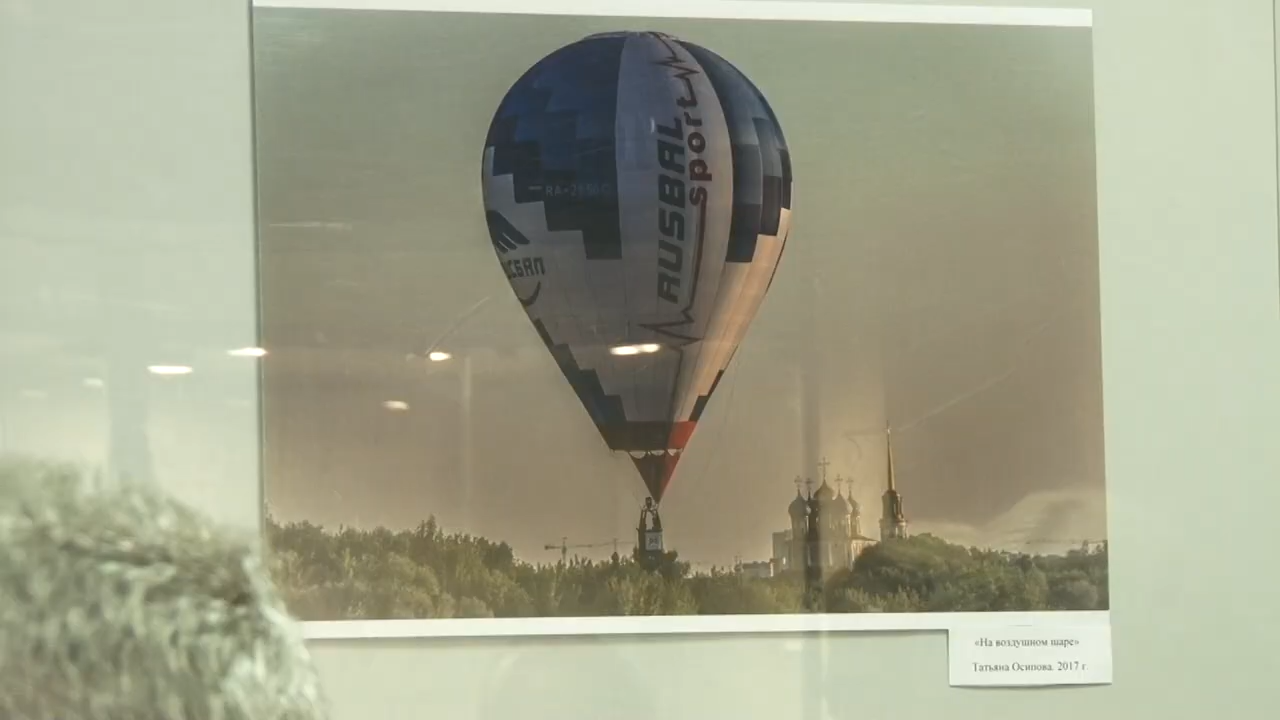 RUSBAL
sport
«На воздушном шаре»
Татьяна Осипова. 2017 г.